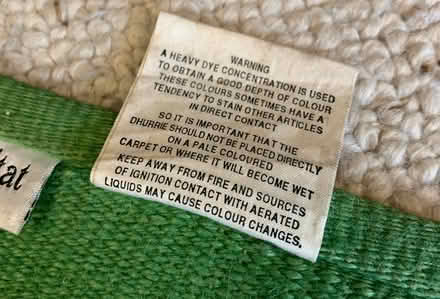 WARNING
A HEAVY DYE CONCENTRATION IS USED
TO OBTAIN A GOOD DEPTH OF COLOUR
THESE COLOURS SOMETIMES HAVE A
TENDENCY TO STAIN OTHER ARTICLES
IN DIRECT CONTACT
SO IT IS IMPORTANT THAT THE
DHURRIE SHOULD NOT BE PLACED DIRECTLY
ON A PALE COLOURED
CARPET OR WHERE IT WILL BECOME WET
KEEP AWAY FROM FIRE AND SOURCES
OF IGNITION CONTACT WITH AERATED
LIQUIDS MAY CAUSE COLOUR CHANGES.
tat